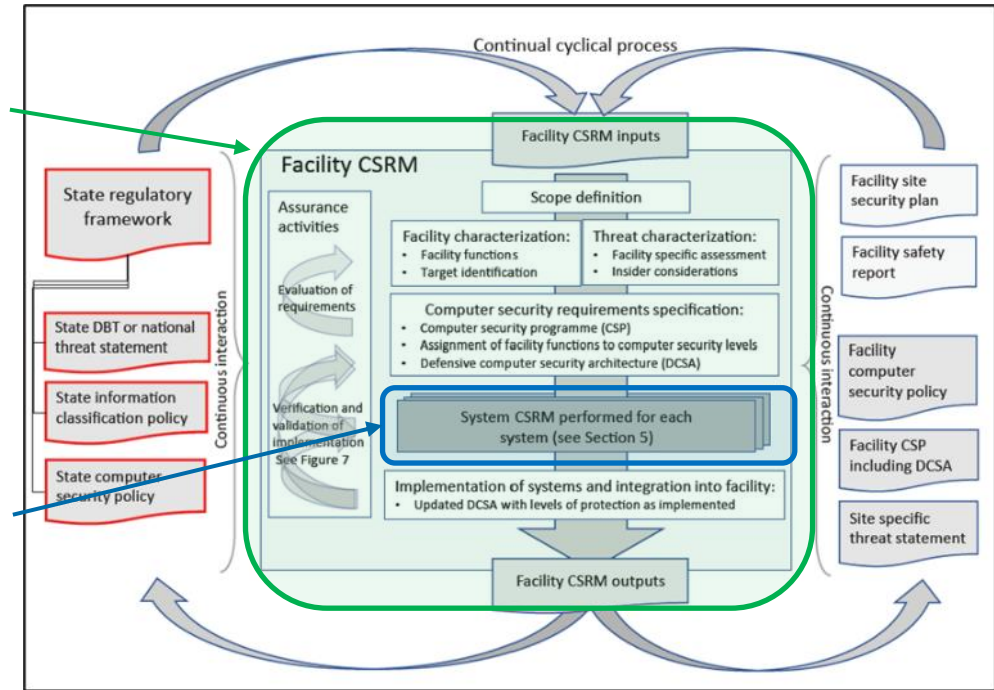 Continual cyclical process
Facility CSRM inputs
Facility CSRM
Scope definition
Assurance
activities
Evaluation of
requirements
Verification and
validation of
implementation
See Figure 7
Facility characterization:
• Facility functions
• Target identification
Threat characterization:
• Facility specific assessment
• Insider considerations
Computer security requirements specification:
• Computer security programme (CSP)
• Assignment of facility functions to computer security levels
• Defensive computer security architecture (DCSA)
System CSRM performed for each
system (see Section 5)
Implementation of systems and integration into facility:
• Updated DCSA with levels of protection as implemented
Facility CSRM outputs
State regulatory
framework
State DBT or national
threat statement
State information
classification policy
State computer
security policy
Continuous interaction
Continuous interaction
Facility site
security plan
Facility safety
report
Facility
computer
security policy
Facility CSP
including DCSA
Site specific
threat statement